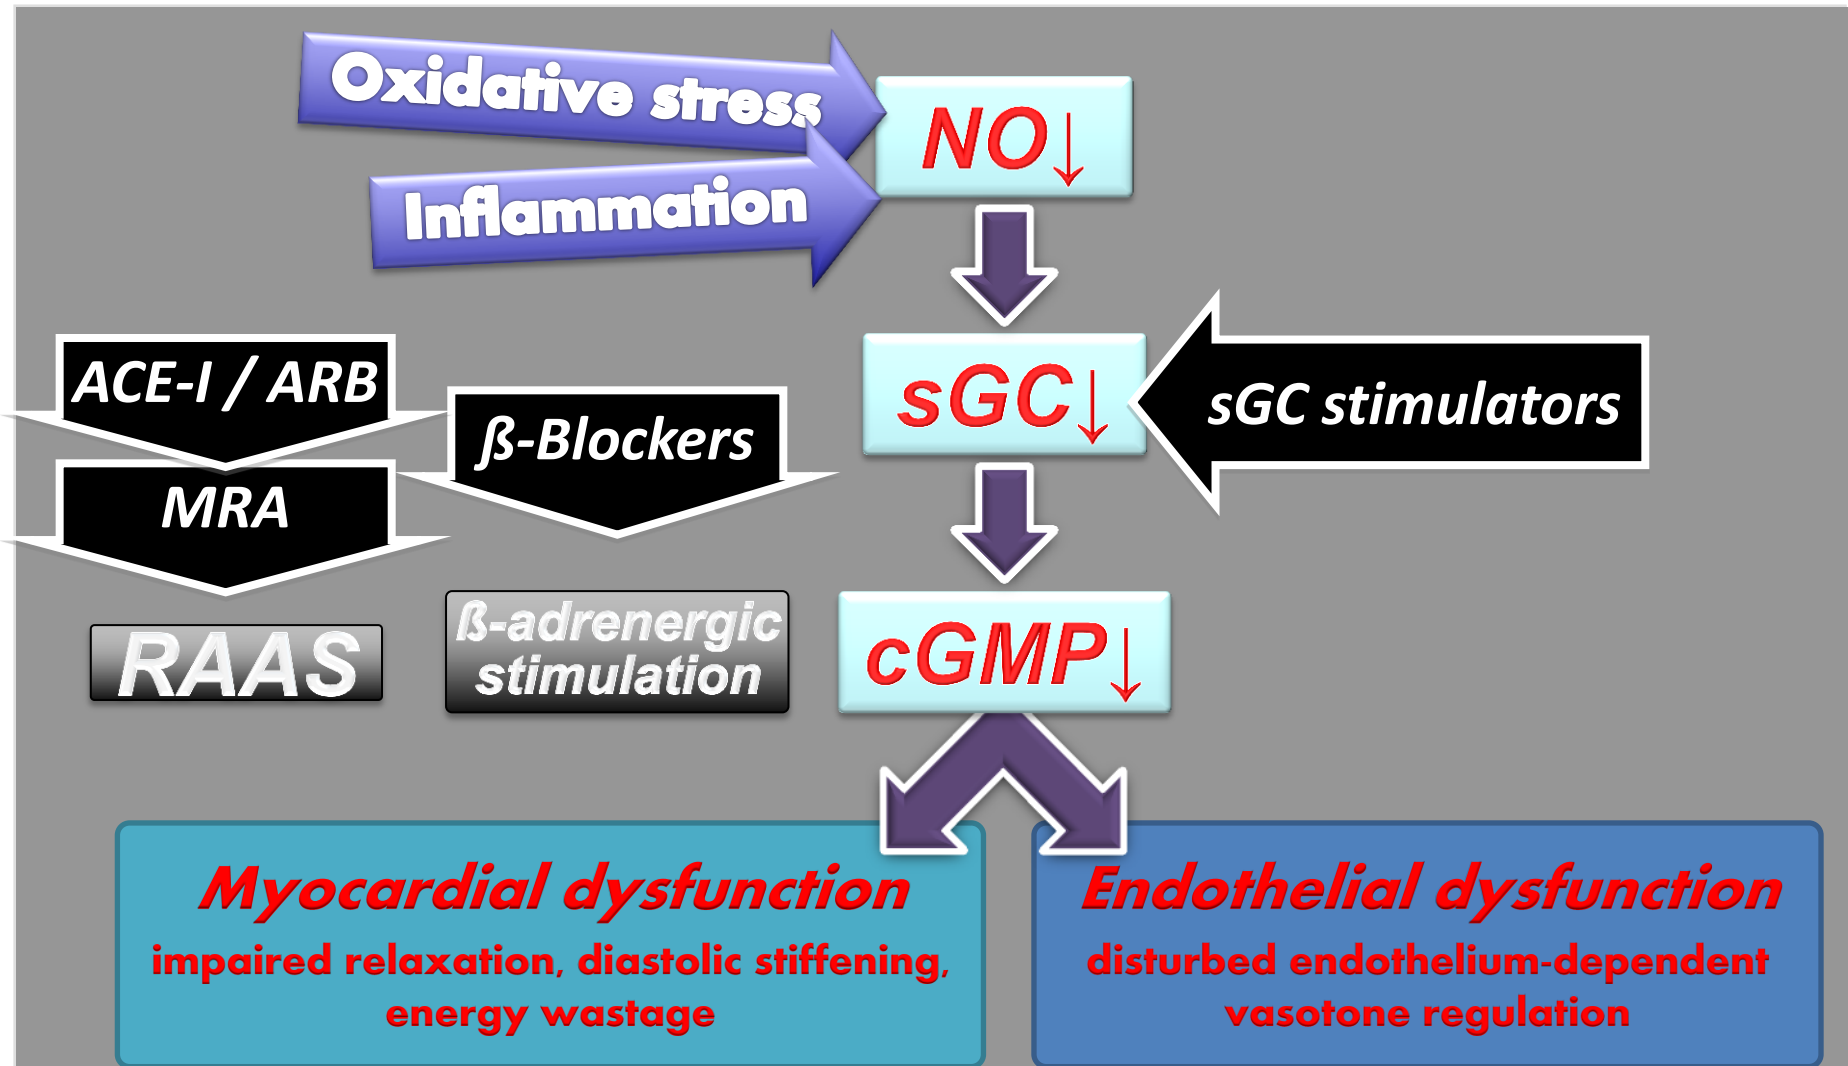 Oxidative stress
NO↓
Inflammation
ACE-I / ARB
sGC↓
sGC stimulators
ß-Blockers
MRA
RAAS
ß-adrenergic
stimulation
cGMP↓
Myocardial dysfunction
impaired relaxation, diastolic stiffening,
energy wastage
Endothelial dysfunction
disturbed endothelium-dependent
vasotone regulation